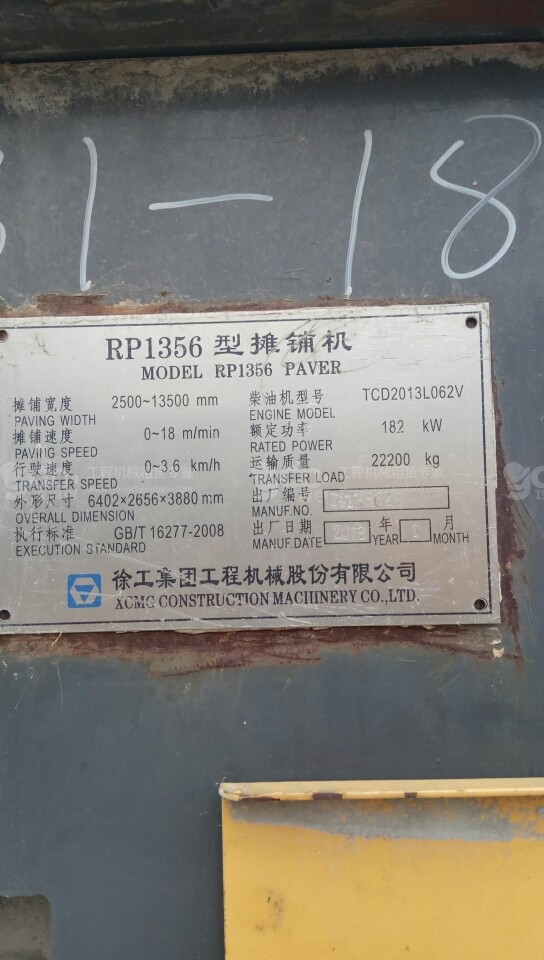 1-18
RP1356 型摊铺机
MODEL RP1356 PAVER
摊铺宽度 2500~13500 mm
PAVING WIDTH
摊铺速度 0~18 m/min
PAVING SPEED
行驶速度 0~3.6 km/h
TRANSFER SPEED
外形尺寸 6402×2656×3880 mm
OVERALL DIMENSION
执行标准 GB/T 16277-2008
EXECUTION STANDARD
柴油机型号 TCD2013L062V
ENGINE MODEL
额定功率 182 kW
RATED POWER
运输质量 22200 kg
TRANSFER LOAD
出厂编号
MANUF.NO.
出厂日期 年 月
MANUF.DATE YEAR MONTH
徐工集团工程机械股份有限公司
XCMG CONSTRUCTION MACHINERY CO.,LTD.